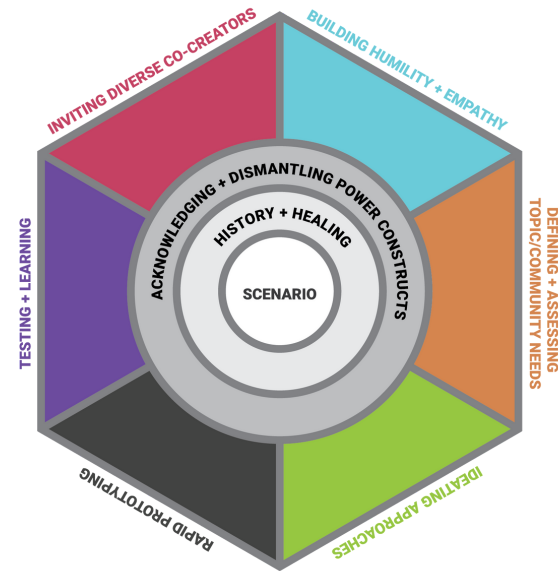 INVITING DIVERSE CO-CREATORS
BUILDING HUMILITY + EMPATHY
DEFINING + ASSESSING
TOPIC/COMMUNITY NEEDS
IDEATING APPROACHES
RAPID PROTOTYPING
TESTING + LEARNING
ACKNOWLEDGING + DISMANTLING POWER CONSTRUCTS
HISTORY + HEALING
SCENARIO